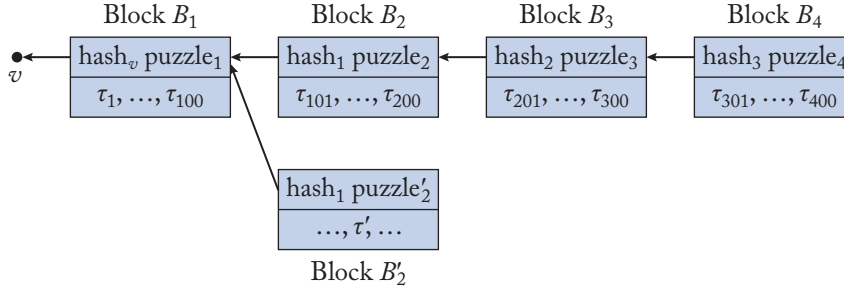 Block B₁ Block B₂ Block B₃ Block B₄
v hashᵥ puzzle₁ hash₁ puzzle₂ hash₂ puzzle₃ hash₃ puzzle₄
τ₁, …, τ₁₀₀ τ₁₀₁, …, τ₂₀₀ τ₂₀₁, …, τ₃₀₀ τ₃₀₁, …, τ₄₀₀
hash₁ puzzle′₂
…, τ′, …
Block B′₂